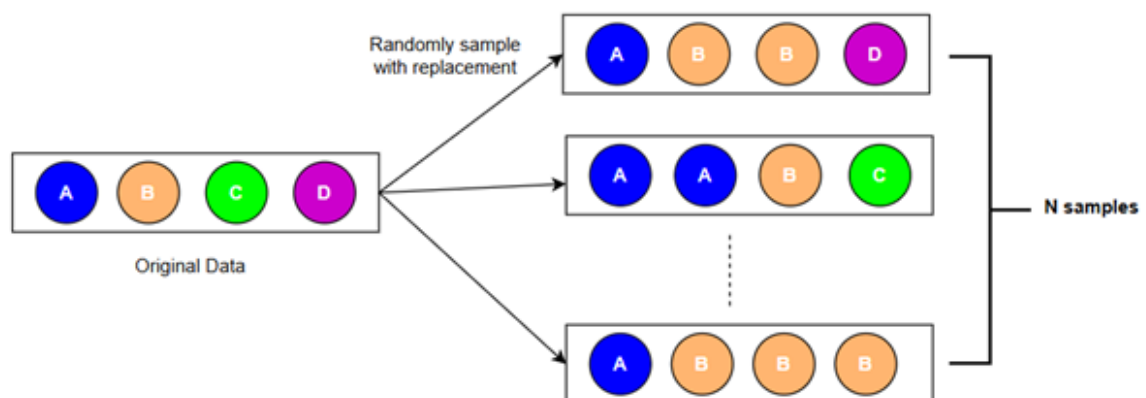 Randomly sample
with replacement
A B B D
A B C D
A A B C
N samples
Original Data
A B B B